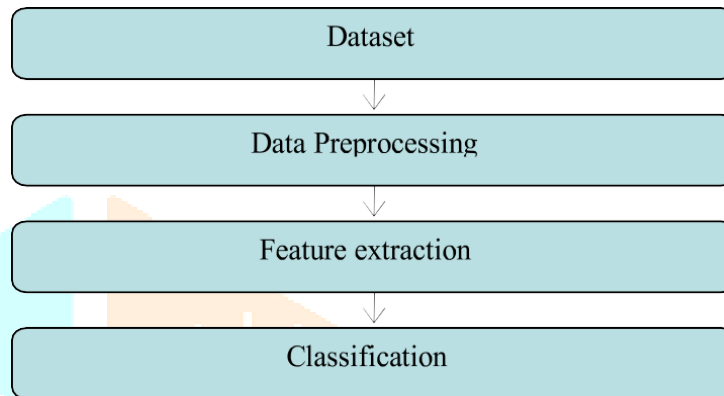 Dataset
Data Preprocessing
Feature extraction
Classification